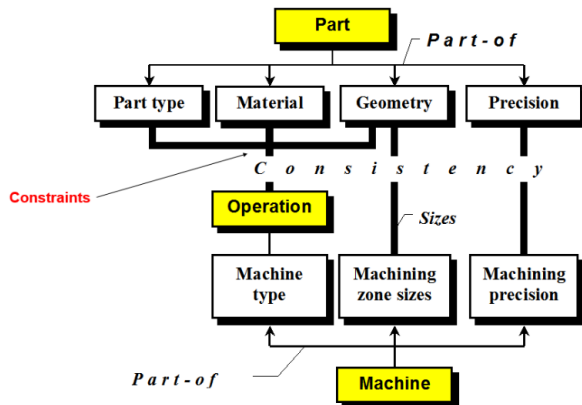 Part
Part-of
Part type
Material
Geometry
Precision
Consistency
Constraints
Operation
Sizes
Machine
type
Machining
zone sizes
Machining
precision
Part-of
Machine